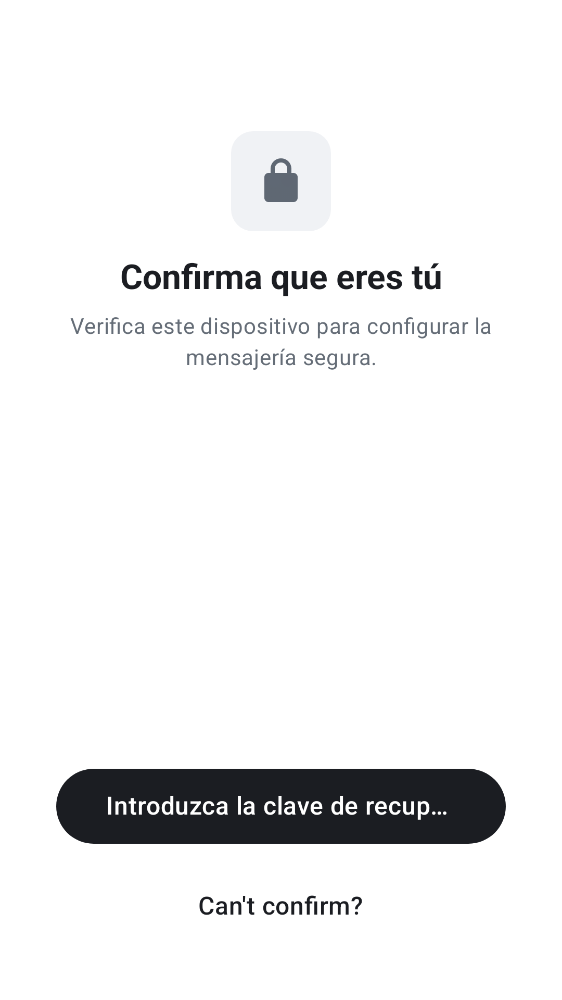 Confirma que eres tú
Verifica este dispositivo para configurar la
mensajería segura.
Introduzca la clave de recup…
Can't confirm?